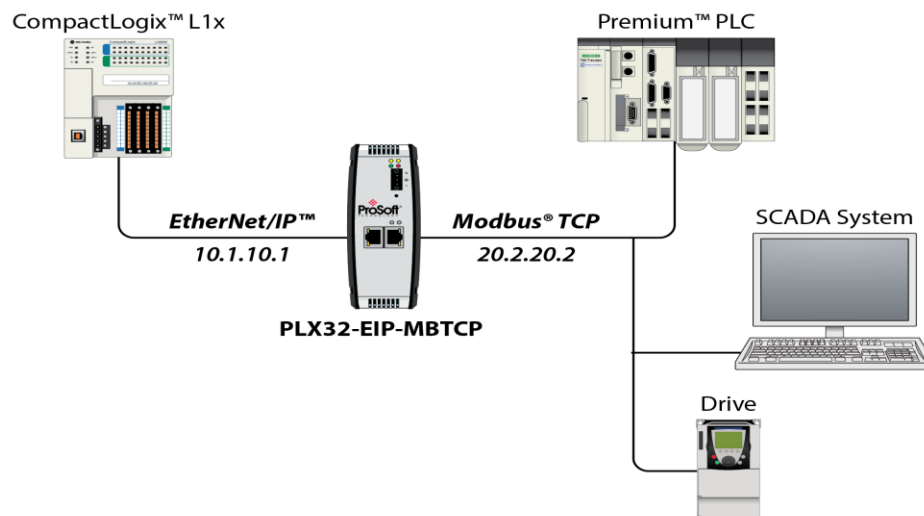 CompactLogix™ L1x
Premium™ PLC
EtherNet/IP™
10.1.10.1
ProSoft®
Modbus® TCP
20.2.20.2
PLX32-EIP-MBTCP
SCADA System
Drive